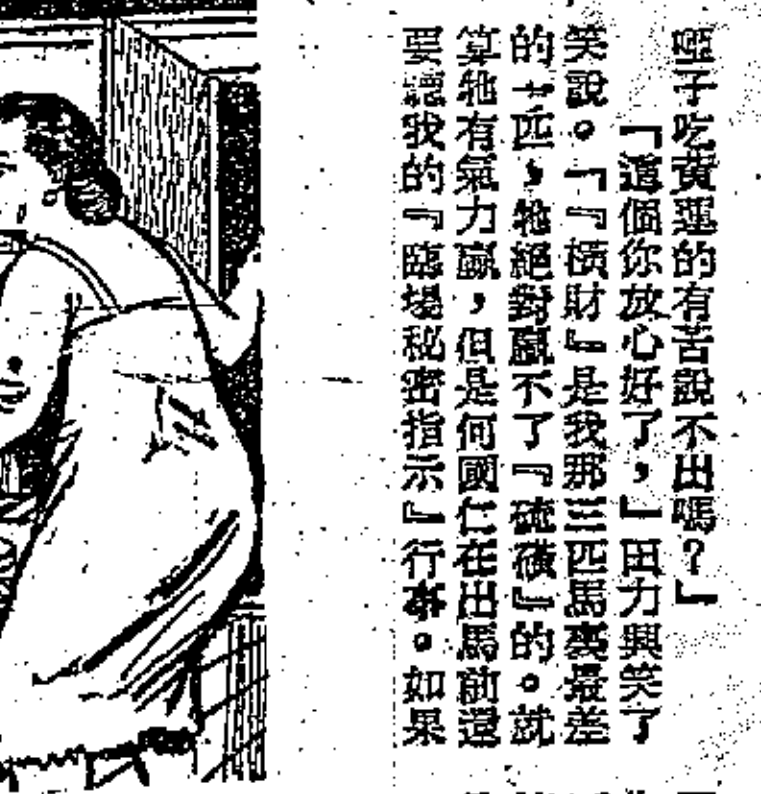 啞子吃黄連的有苦說不出嗎？」
「這個你放心好了，」田力興笑了
笑說。「『橫財』是我那三匹馬裏最差
的一匹，牠絕對贏不了『硫磺』的。就
算牠有氣力贏，但是何國仁在出馬前還
要聽我的『臨場秘密指示』行事。如果